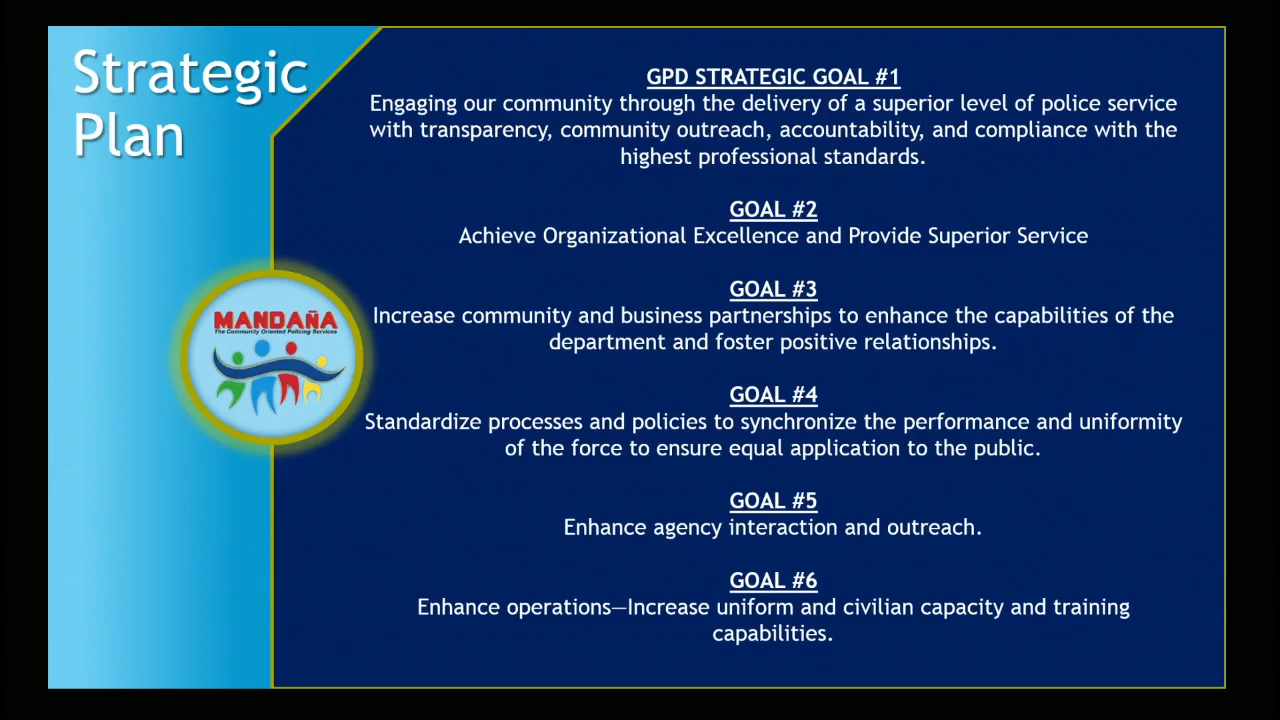 Strategic
Plan
GPD STRATEGIC GOAL #1
Engaging our community through the delivery of a superior level of police service
with transparency, community outreach, accountability, and compliance with the
highest professional standards.
GOAL #2
Achieve Organizational Excellence and Provide Superior Service
GOAL #3
Increase community and business partnerships to enhance the capabilities of the
department and foster positive relationships.
GOAL #4
Standardize processes and policies to synchronize the performance and uniformity
of the force to ensure equal application to the public.
GOAL #5
Enhance agency interaction and outreach.
GOAL #6
Enhance operations—Increase uniform and civilian capacity and training
capabilities.
MANDAÑA
The Community Oriented Policing Services